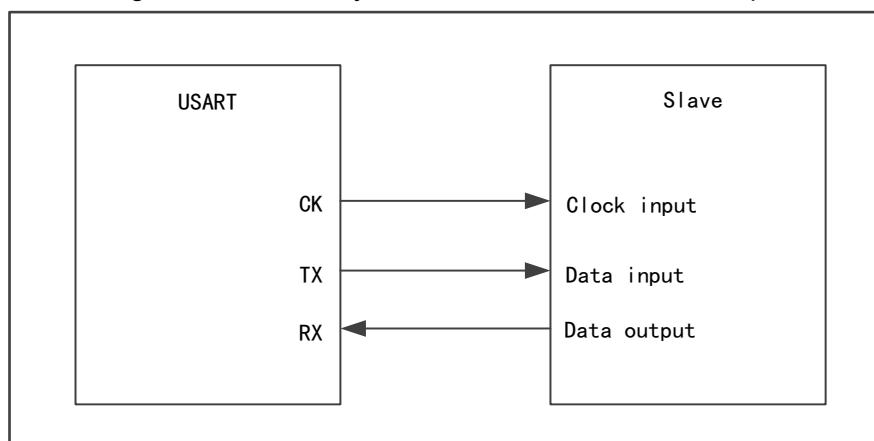 USART
Slave
CK
Clock input
TX
Data input
RX
Data output